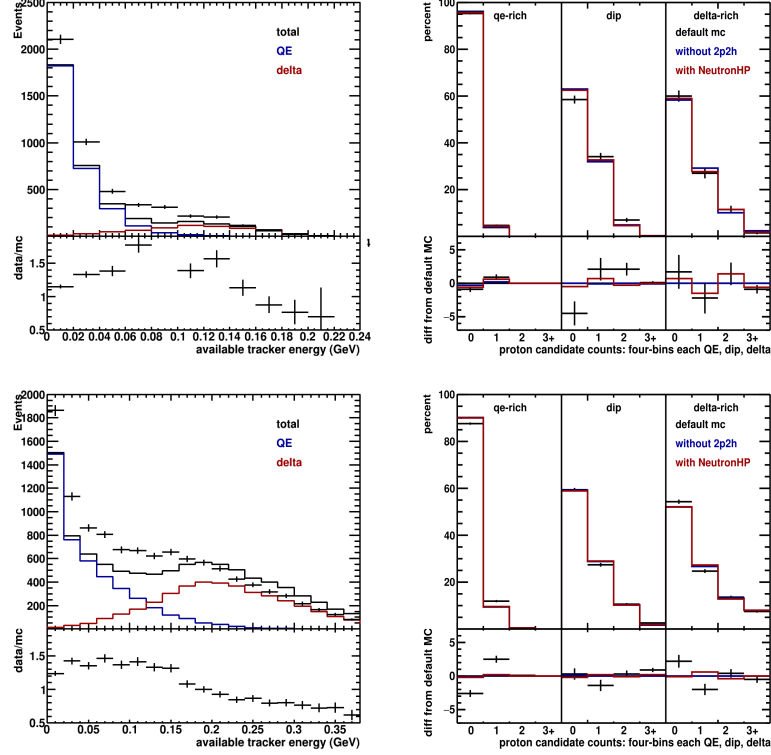 Events
2500
2000
1500
1000
500
total
QE
delta
data/mc
1.5
1
0.5
0 0.02 0.04 0.06 0.08 0.1 0.12 0.14 0.16 0.18 0.2 0.22 0.24
available tracker energy (GeV)
percent
100
80
60
40
20
qe-rich dip delta-rich
default mc
without 2p2h
with NeutronHP
diff from default MC
5
0
−5
0 1 2 3+ 0 1 2 3+ 0 1 2 3+
proton candidate counts: four-bins each QE, dip, delta
Events
2000
1800
1600
1400
1200
1000
800
600
400
200
total
QE
delta
data/mc
1.5
1
0.5
0 0.05 0.1 0.15 0.2 0.25 0.3 0.35
available tracker energy (GeV)
percent
100
80
60
40
20
qe-rich dip delta-rich
default mc
without 2p2h
with NeutronHP
diff from default MC
5
0
−5
0 1 2 3+ 0 1 2 3+ 0 1 2 3+
proton candidate counts: four-bins each QE, dip, delta